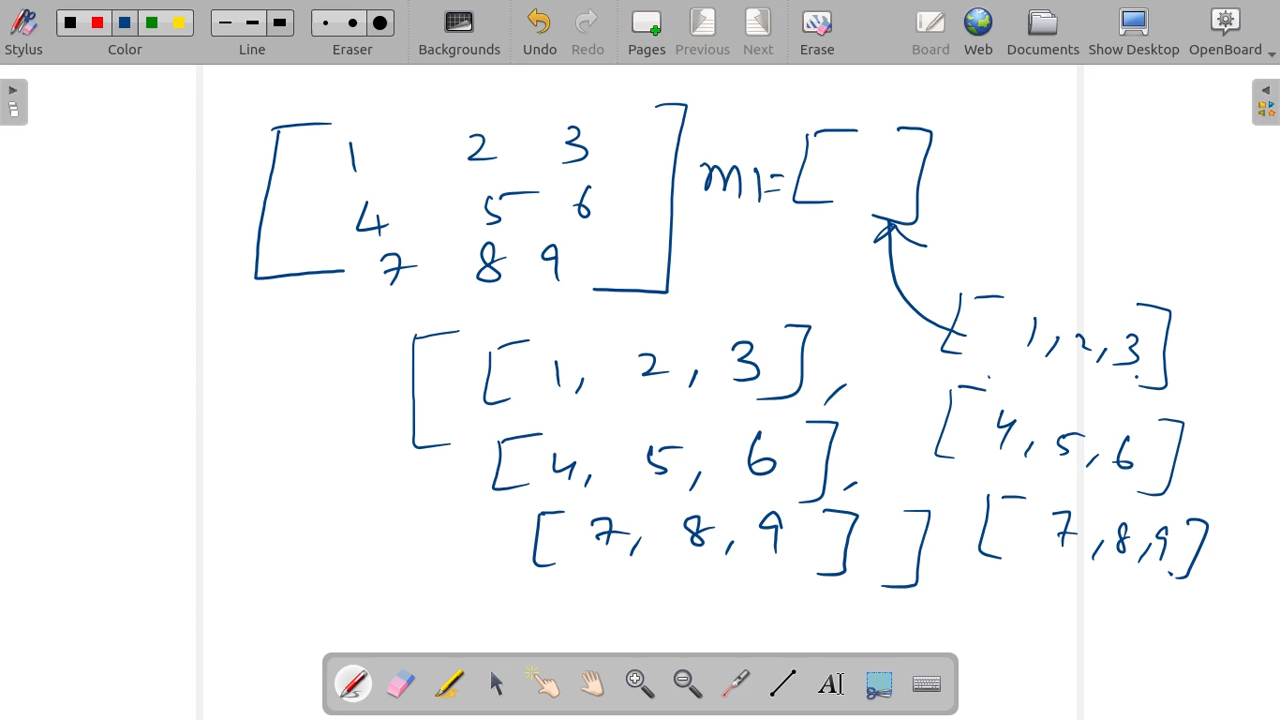 Stylus Color Line Eraser Backgrounds Undo Redo Pages Previous Next Erase Board Web Documents Show Desktop OpenBoard
1 2 3
4 5 6
7 8 9
m1=[ ]
[ [ 1, 2, 3 ],
[ 4, 5, 6 ],
[ 7, 8, 9 ] ]
[ 1, 2, 3 ]
[ 4, 5, 6 ]
[ 7, 8, 9 ]